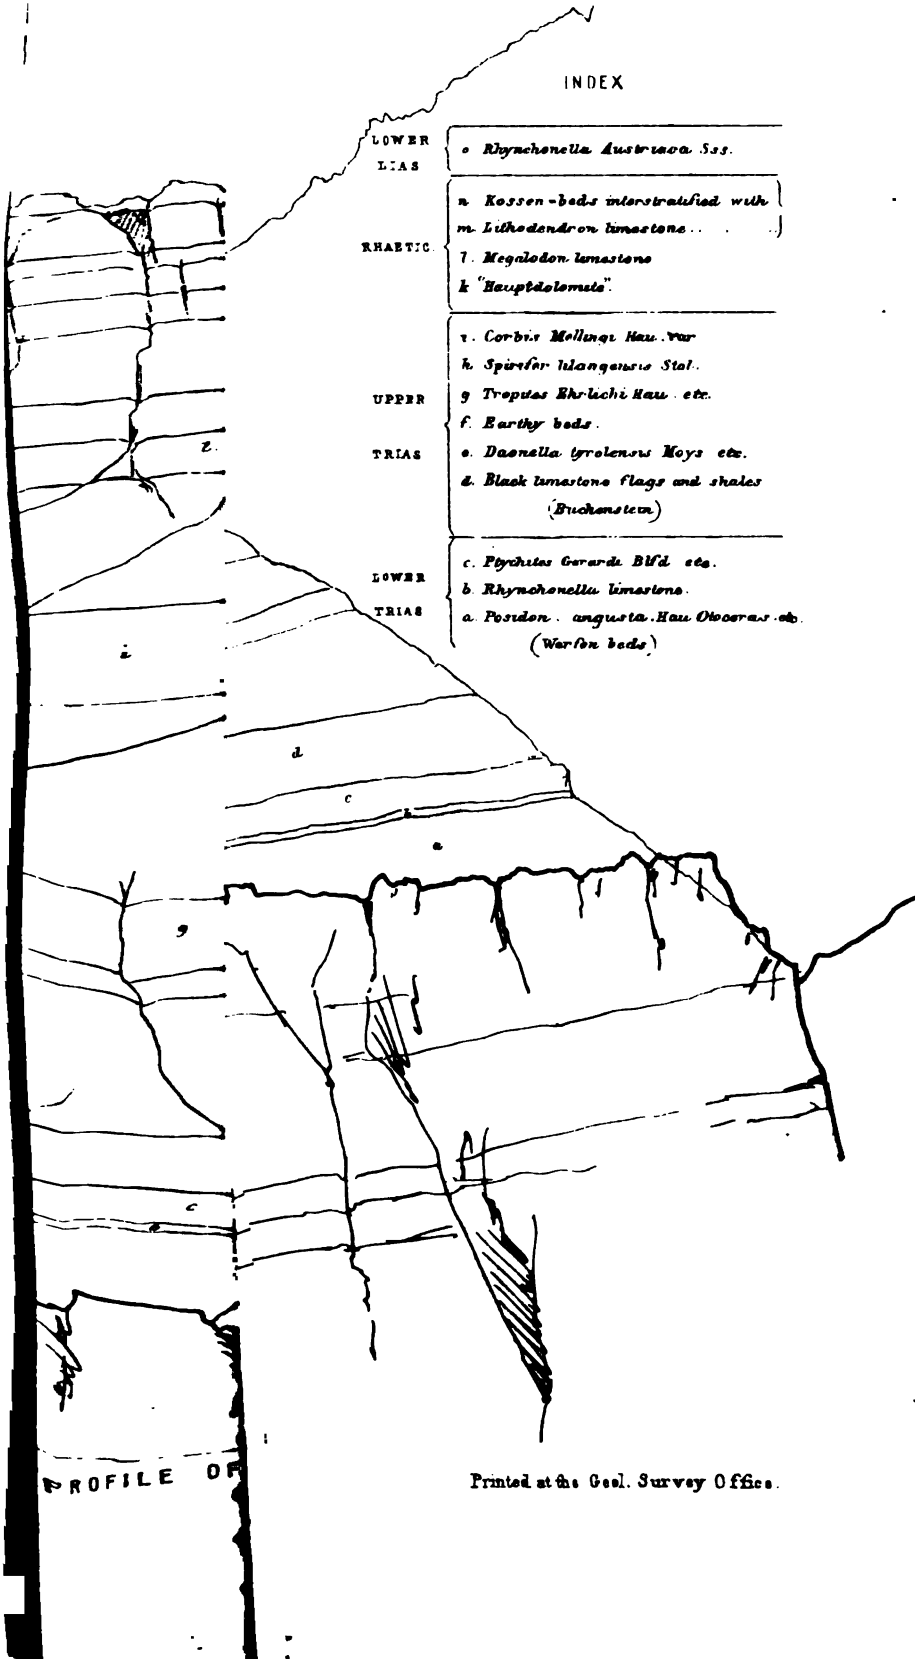 INDEX
LOWER
LIAS
o Rhynchonella Austriaca Sss.
RHAETIC.
n Kossen-beds interstratified with
m Lithodendron limestone
l. Megalodon limestone
k "Hauptdolomite".
UPPER
TRIAS
i. Corbis Mellingi Hau. var
h. Spirifer lilangensis Stol.
g Tropites Ehrlichi Hau. etc.
f. Earthy beds.
e. Daonella tyrolensis Moys etc.
d. Black limestone flags and shales
(Buchenstein)
LOWER
TRIAS
c. Ptychites Gerardi Blfd etc.
b. Rhynchonella limestone.
a. Posidon. angusta. Hau Otoceras. etc.
(Werfen beds)
l.
i
d
c
b
a
g
c
PROFILE OF
Printed at the Geol. Survey Office.